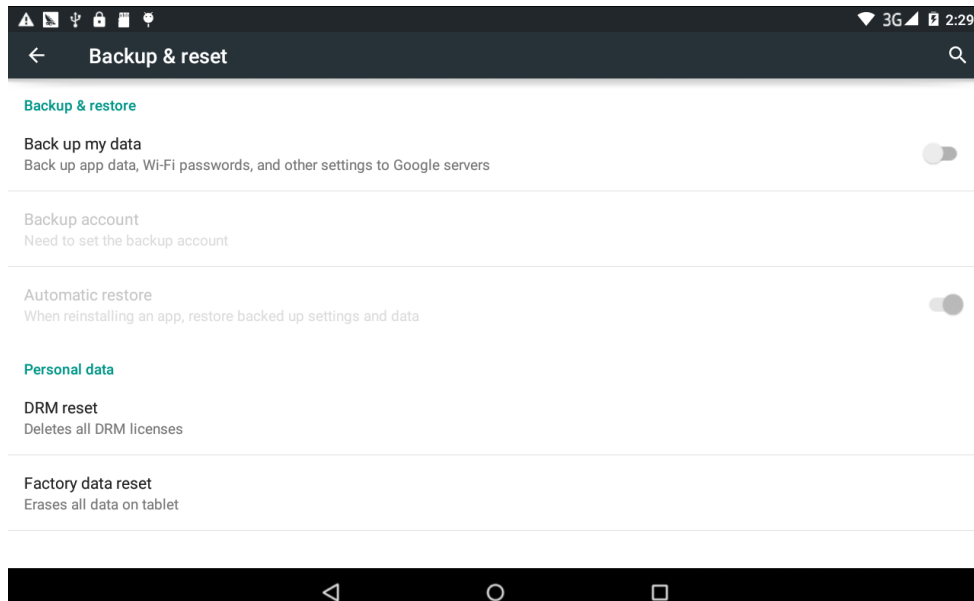 3G 2:29
Backup & reset
Backup & restore
Back up my data
Back up app data, Wi-Fi passwords, and other settings to Google servers
Backup account
Need to set the backup account
Automatic restore
When reinstalling an app, restore backed up settings and data
Personal data
DRM reset
Deletes all DRM licenses
Factory data reset
Erases all data on tablet